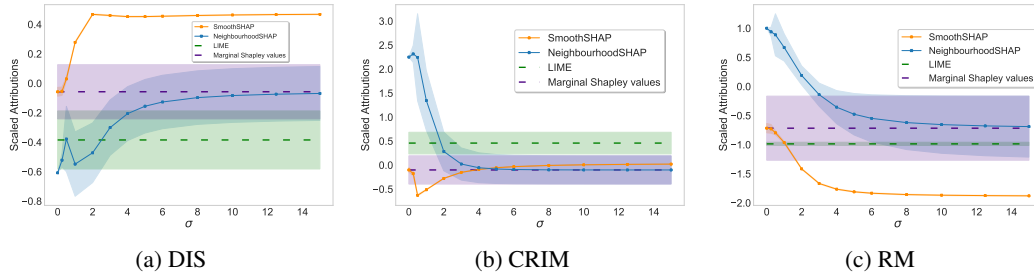 Scaled Attributions
0.4
0.2
0.0
−0.2
−0.4
−0.6
−0.8
0 2 4 6 8 10 12 14
σ
SmoothSHAP
NeighbourhoodSHAP
LIME
Marginal Shapley values
(a) DIS
Scaled Attributions
3.0
2.5
2.0
1.5
1.0
0.5
0.0
−0.5
0 2 4 6 8 10 12 14
σ
SmoothSHAP
NeighbourhoodSHAP
LIME
Marginal Shapley values
(b) CRIM
Scaled Attributions
1.0
0.5
0.0
−0.5
−1.0
−1.5
−2.0
0 2 4 6 8 10 12 14
σ
SmoothSHAP
NeighbourhoodSHAP
LIME
Marginal Shapley values
(c) RM